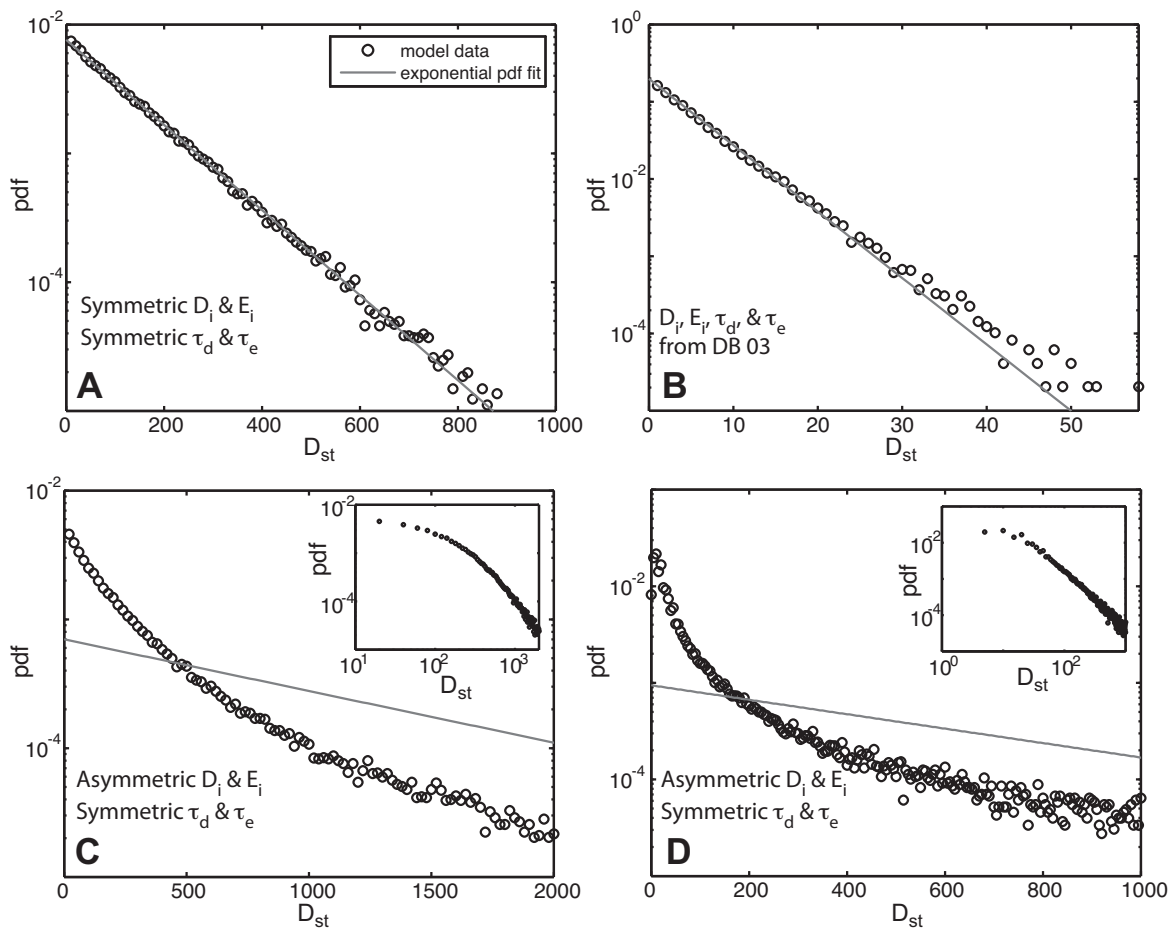 10^-2
model data
exponential pdf fit
pdf
10^-4
Symmetric D_i & E_i
Symmetric τ_d & τ_e
A
0 200 400 600 800 1000
D_st
10^0
10^-2
pdf
10^-4
D_i, E_i, τ_d, & τ_e
from DB 03
B
0 10 20 30 40 50
D_st
10^-2
pdf
10^-4
10^-2
pdf
10^-4
10^1 10^2 10^3
D_st
Asymmetric D_i & E_i
Symmetric τ_d & τ_e
C
0 500 1000 1500 2000
D_st
10^-2
pdf
10^-4
10^-2
pdf
10^-4
10^0 10^2
D_st
Asymmetric D_i & E_i
Symmetric τ_d & τ_e
D
0 200 400 600 800 1000
D_st